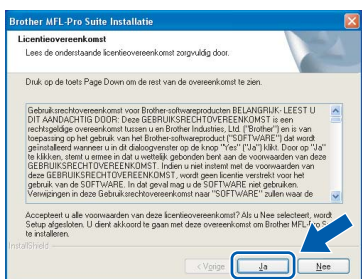 Brother MFL-Pro Suite Installatie
Licentieovereenkomst
Lees de onderstaande licentieovereenkomst zorgvuldig door.
Druk op de toets Page Down om de rest van de overeenkomst te zien.
Gebruiksrechtovereenkomst voor Brother-softwareproducten BELANGRIJK- LEEST U
DIT AANDACHTIG DOOR: Deze GEBRUIKSRECHTOVEREENKOMST is een
rechtsgeldige overeenkomst tussen u en Brother Industries, Ltd. ("Brother") en is van
toepassing op het gebruik van het Brother-softwareproduct ("SOFTWARE") dat wordt
geïnstalleerd wanneer u in dit dialoogvenster op de knop "Yes" ("Ja") klikt. Door op "Ja"
te klikken, stemt u ermee in dat u wettelijk gebonden bent aan de voorwaarden van deze
GEBRUIKSRECHTOVEREENKOMST. Indien u niet instemt met de voorwaarden van
deze GEBRUIKSRECHTOVEREENKOMST, wordt geen licentie verstrekt voor het
gebruik van de SOFTWARE. In dat geval mag u de SOFTWARE niet gebruiken.
Verwijzingen in deze Gebruiksrechtovereenkomst naar "SOFTWARE" zullen waar de
Accepteert u alle voorwaarden van deze licentieovereenkomst? Als u Nee selecteert, wordt
Setup afgesloten. U dient akkoord te gaan met deze overeenkomst om Brother MFL-Pro S
te installeren.
InstallShield
< Vorige
Ja
Nee